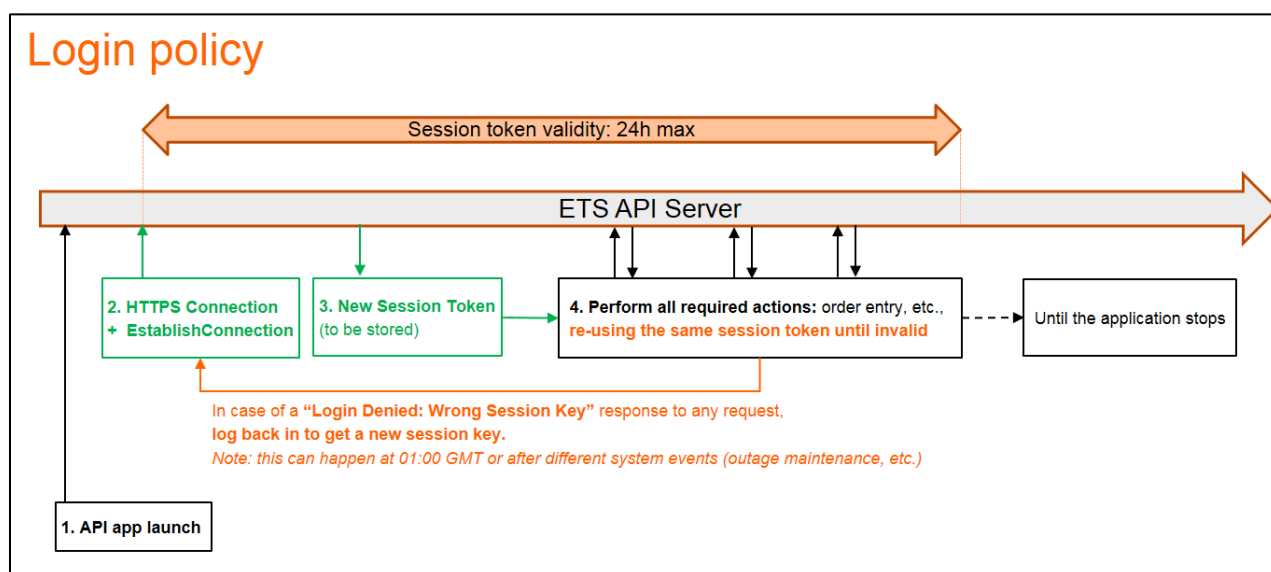 Login policy
Session token validity: 24h max
ETS API Server
2. HTTPS Connection
+ EstablishConnection
3. New Session Token
(to be stored)
4. Perform all required actions: order entry, etc.,
re-using the same session token until invalid
Until the application stops
In case of a “Login Denied: Wrong Session Key” response to any request,
log back in to get a new session key.
Note: this can happen at 01:00 GMT or after different system events (outage maintenance, etc.)
1. API app launch